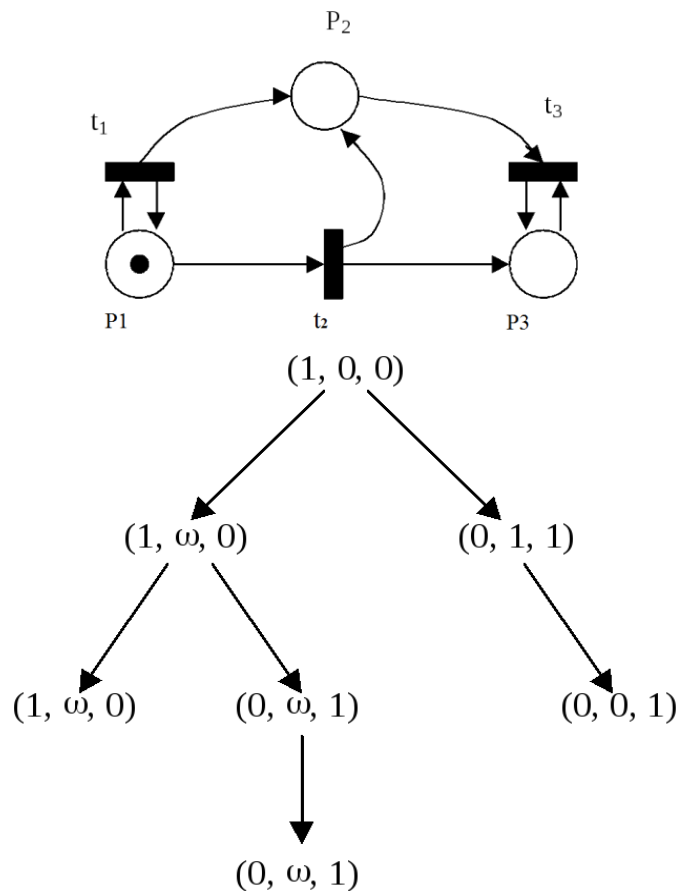 P₂
t₁
t₃
P1
t₂
P3
(1, 0, 0)
(1, ω, 0)
(0, 1, 1)
(1, ω, 0)
(0, ω, 1)
(0, 0, 1)
(0, ω, 1)